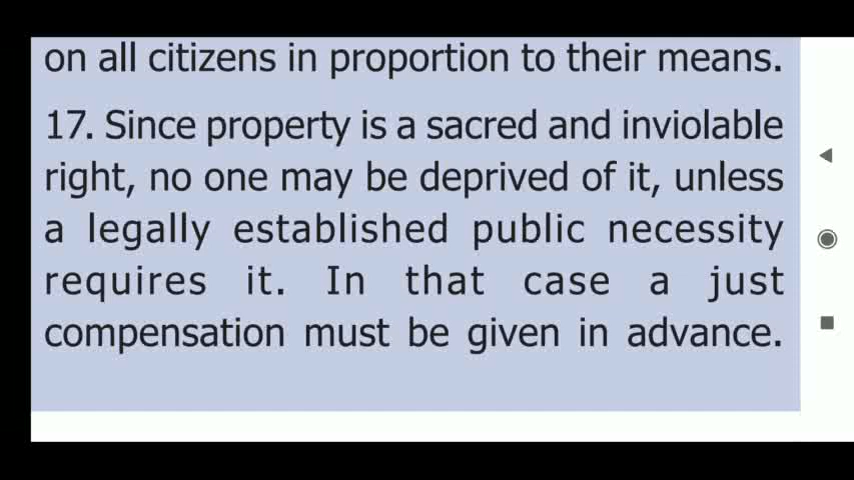 on all citizens in proportion to their means.
17. Since property is a sacred and inviolable
right, no one may be deprived of it, unless
a legally established public necessity
requires it. In that case a just
compensation must be given in advance.